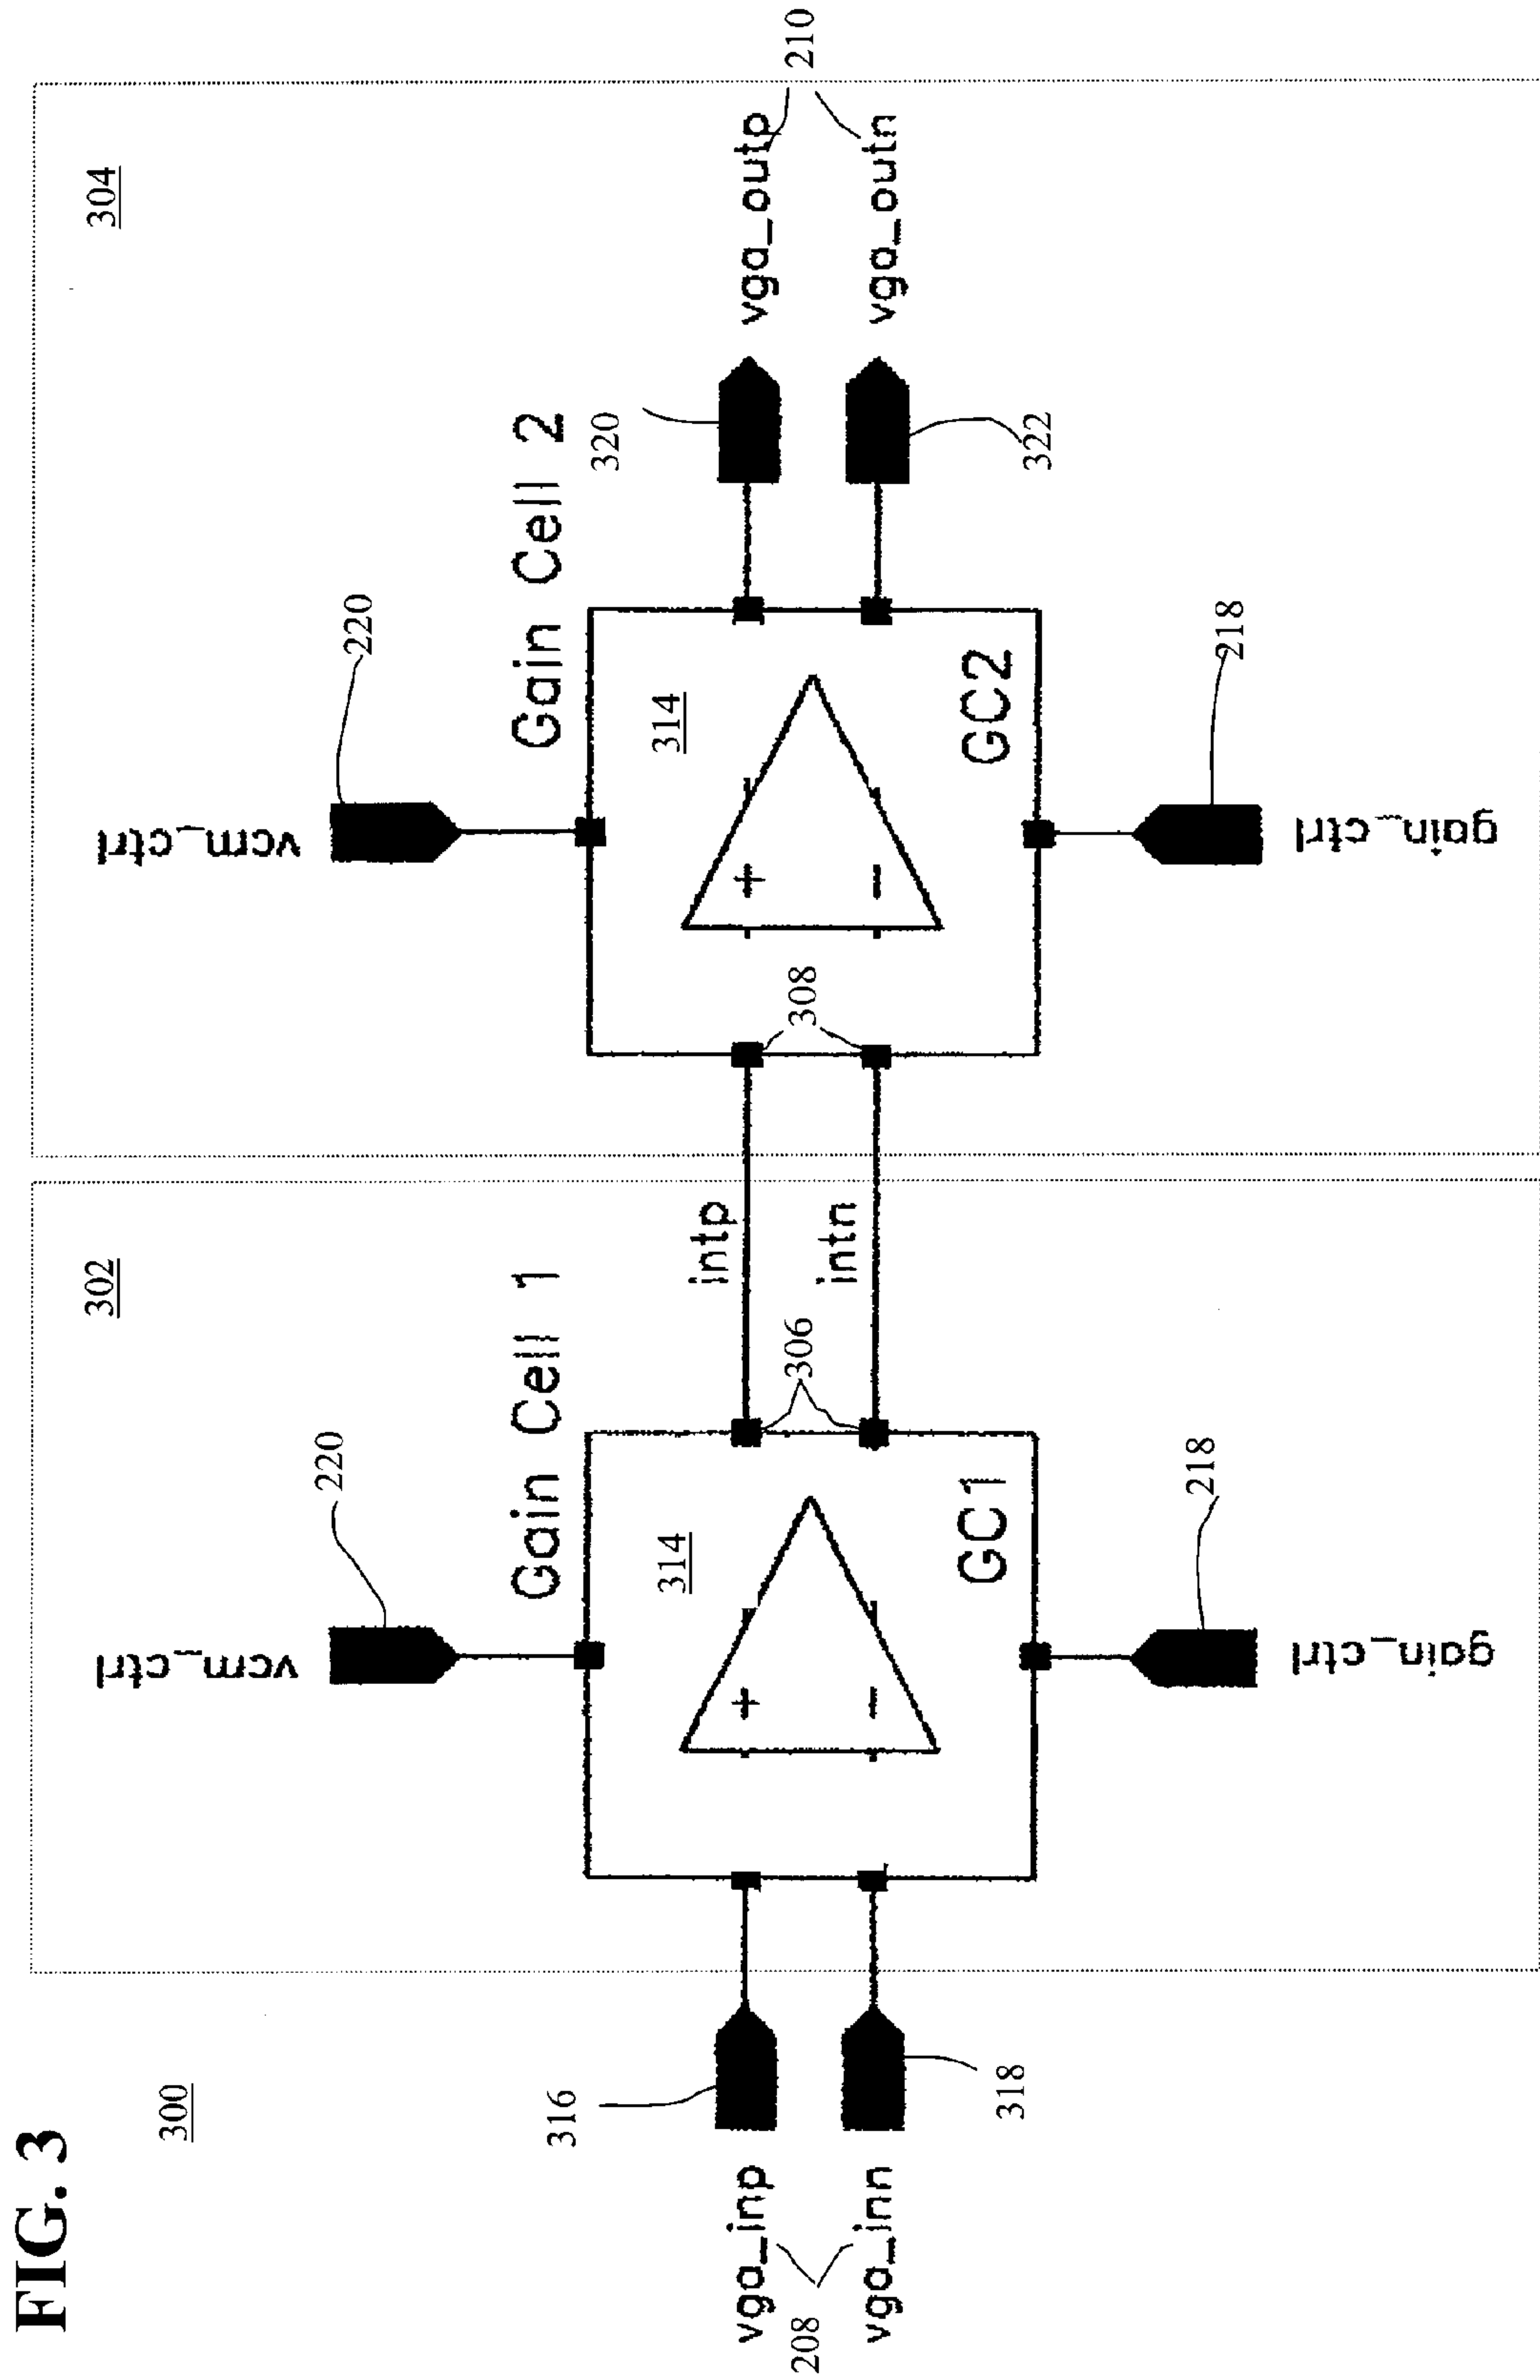 FIG. 3
300
302
304
vcm_ctrl
220
vcm_ctrl
220
Gain Cell 1
Gain Cell 2
316
314
314
320
vga_inp
intp
vga_outp
208
306
308
210
vga_inn
intn
vga_outn
318
GC1
GC2
322
218
218
gain_ctrl
gain_ctrl
+
−
+
−